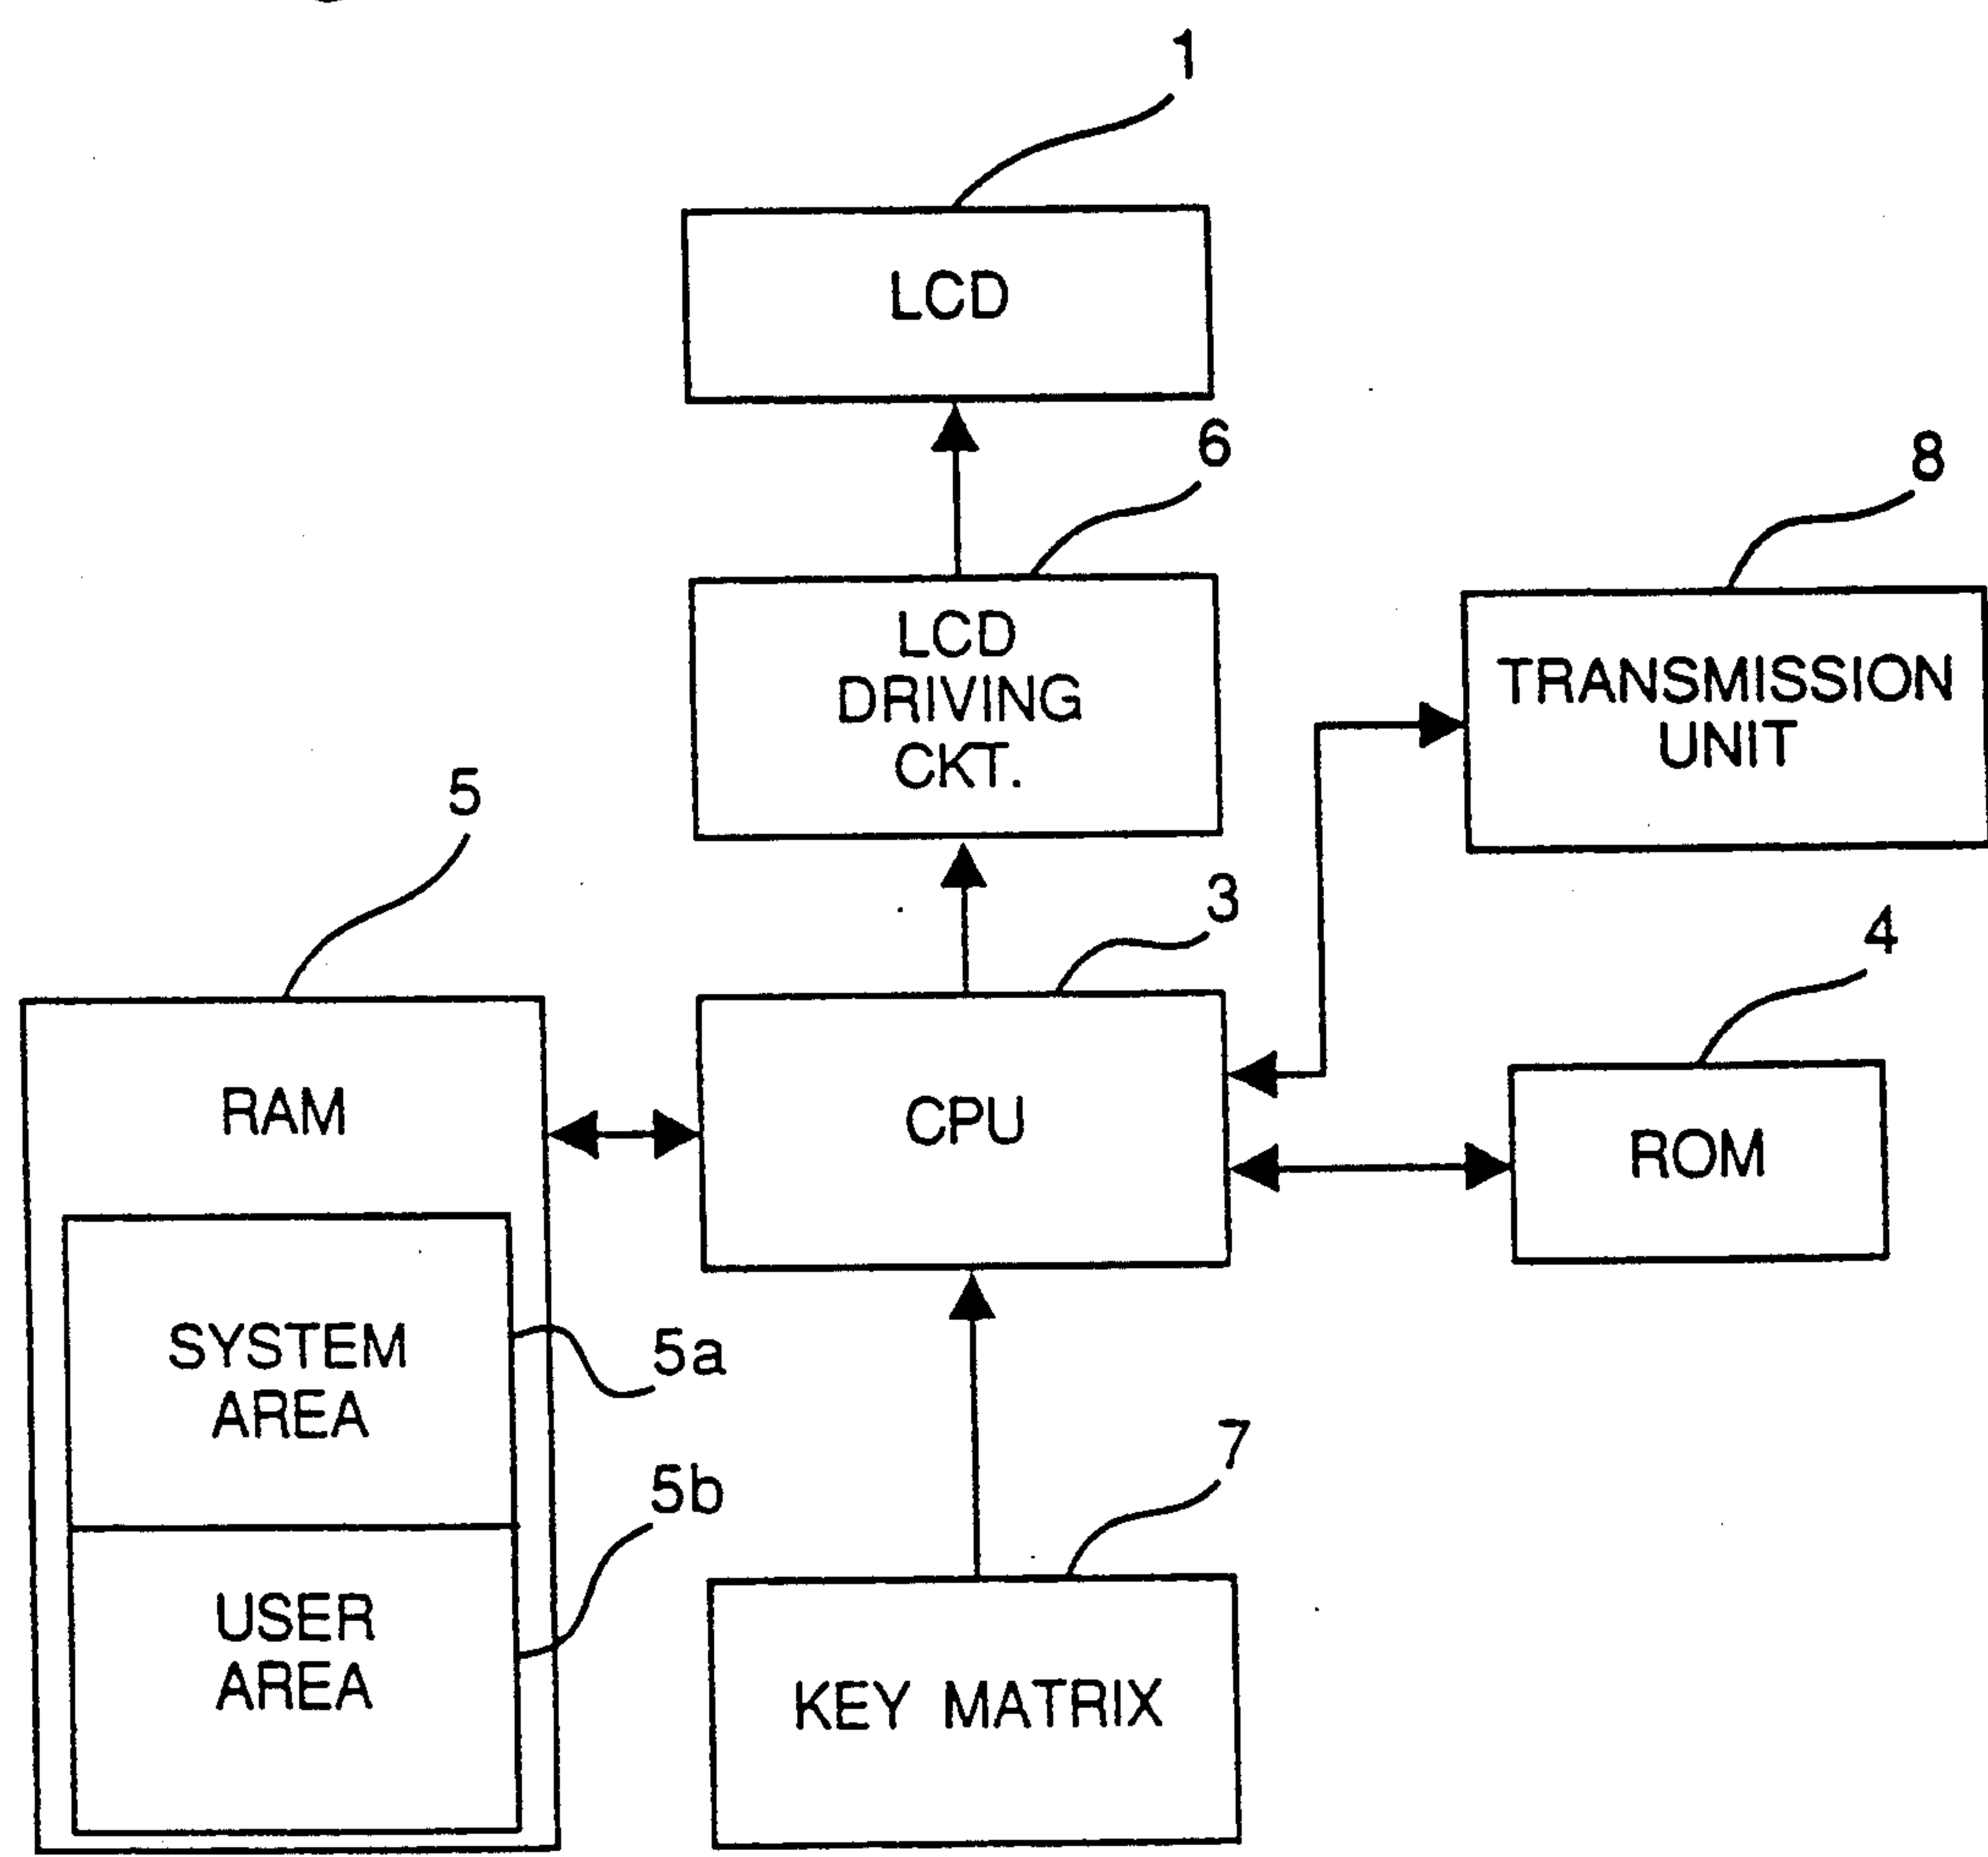 1
LCD
6
LCD
DRIVING
CKT.
8
TRANSMISSION
UNIT
5
3
4
RAM
CPU
ROM
SYSTEM
AREA
5a
5b
7
USER
AREA
KEY MATRIX